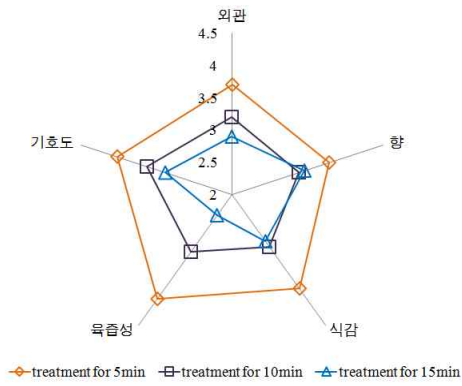 외관
4.5
4
3.5
3
2.5
2
향
식감
육즙성
기호도
treatment for 5min
treatment for 10min
treatment for 15min